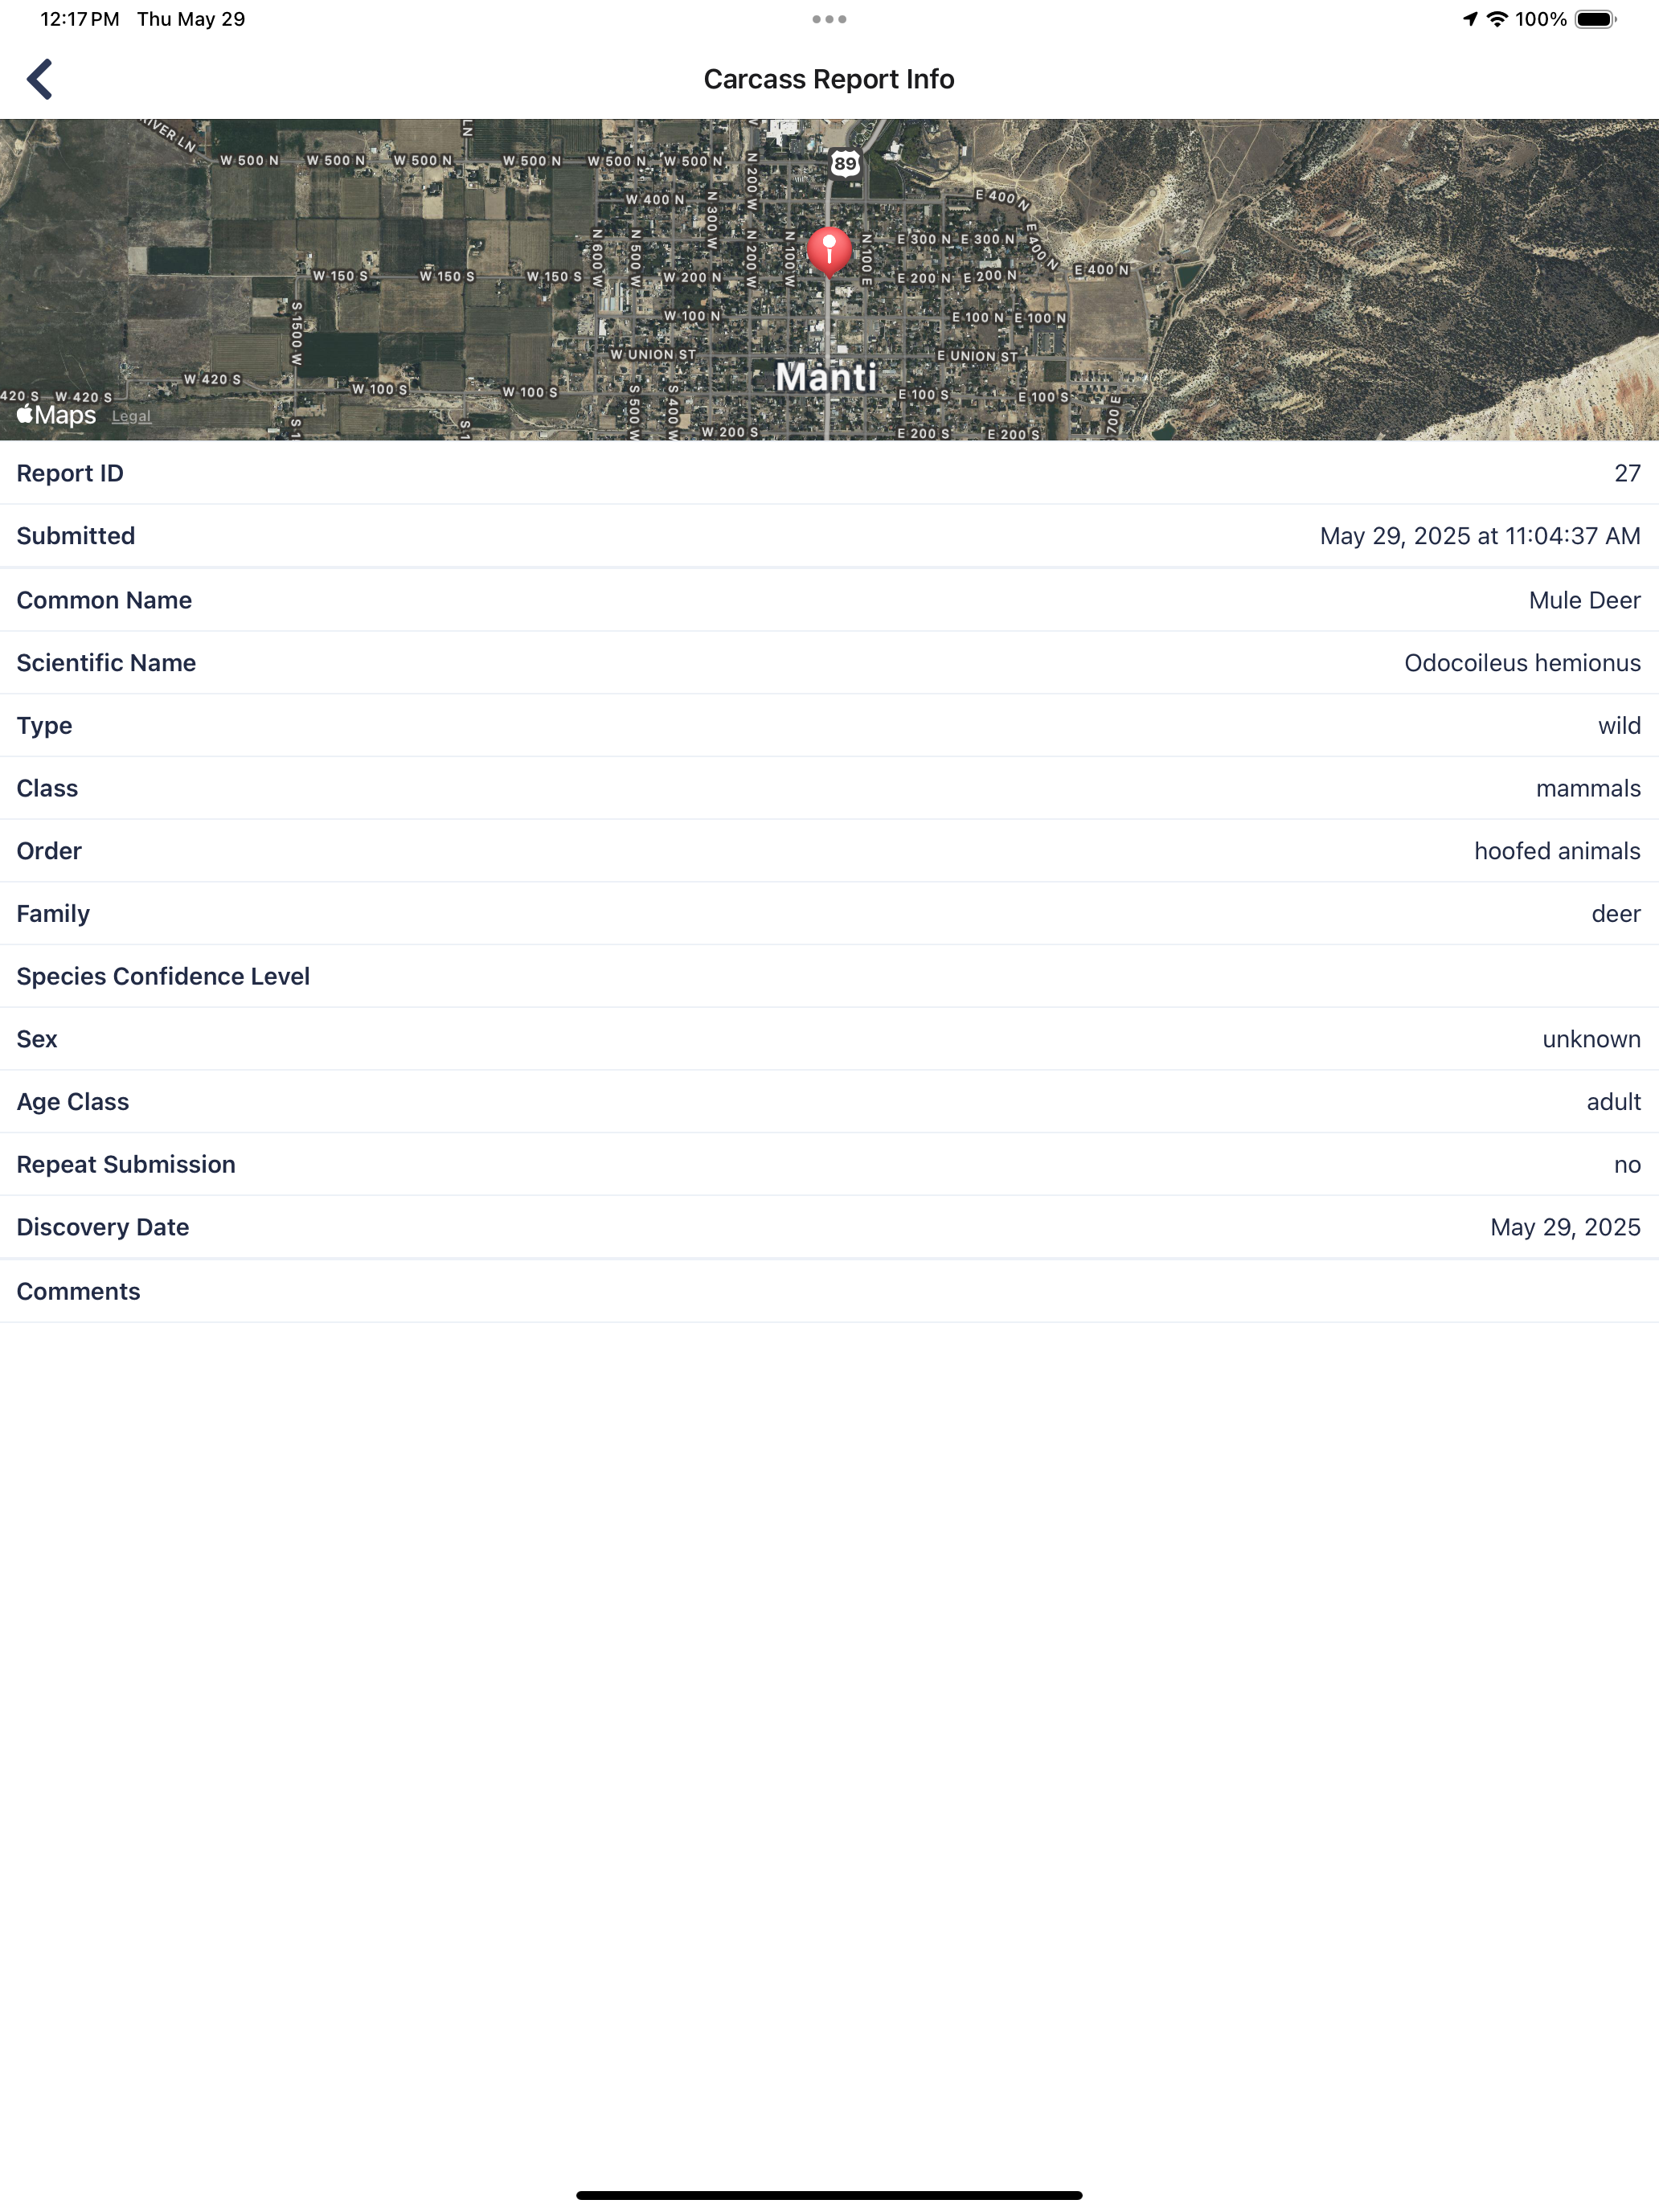 12:17 PM Thu May 29
100%
Carcass Report Info
RIVER LN
LN
W 500 N W 500 N W 500 N W 500 N W 500 N W 500 N
89
N 200 W
W 400 N
N 300 W
E 400 N
N 600 W
N 500 W
N 200 W
N 100 W
N 100 E
E 300 N E 300 N
E 400 N
W 150 S W 150 S W 150 S
W 200 N
E 200 N E 200 N
E 400 N
S 1500 W
W 100 N
E 100 N E 100 N
W UNION ST
E UNION ST
Manti
W 420 S
W 100 S
W 100 S
S 500 W
S 400 W
E 100 S
E 100 S
420 S W 420 S
700 E
Maps Legal
S 1
S 1
W 200 S
E 200 S
E 200 S
Report ID 27
Submitted May 29, 2025 at 11:04:37 AM
Common Name Mule Deer
Scientific Name Odocoileus hemionus
Type wild
Class mammals
Order hoofed animals
Family deer
Species Confidence Level
Sex unknown
Age Class adult
Repeat Submission no
Discovery Date May 29, 2025
Comments